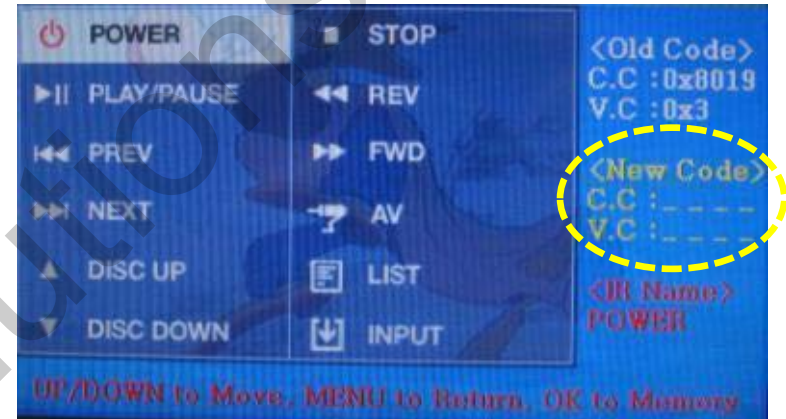 POWER
PLAY/PAUSE
PREV
NEXT
DISC UP
DISC DOWN
STOP
REV
FWD
AV
LIST
INPUT
<Old Code>
C.C :0x8019
V.C :0x3
<New Code>
C.C :_ _ _ _
V.C :_ _ _ _
<IR Name>
POWER
UP/DOWN to Move, MENU to Return, OK to Memory